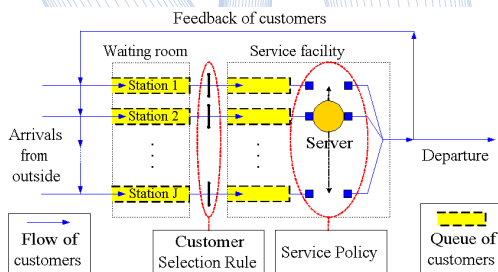 Feedback of customers
Waiting room
Service facility
Station 1
Station 2
Server
Arrivals
from
outside
Departure
Station J
Flow of
customers
Customer
Selection Rule
Service Policy
Queue of
customers